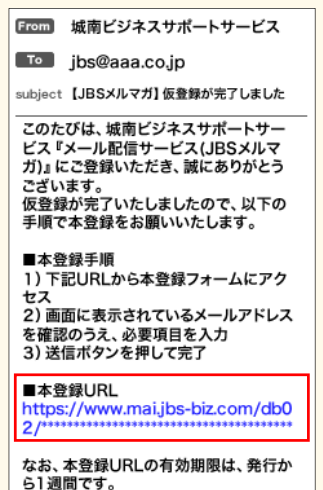 From 城南ビジネスサポートサービス
To jbs@aaa.co.jp
subject 【JBSメルマガ】仮登録が完了しました
このたびは、城南ビジネスサポートサー
ビス『メール配信サービス(JBSメルマ
ガ)』にご登録いただき、誠にありがとう
ございます。
仮登録が完了いたしましたので、以下の
手順で本登録をお願いいたします。
■本登録手順
1）下記URLから本登録フォームにアク
セス
2）画面に表示されているメールアドレス
を確認のうえ、必要項目を入力
3）送信ボタンを押して完了
■本登録URL
https://www.mai.jbs-biz.com/db0
2/***************************************
なお、本登録URLの有効期限は、発行か
ら1週間です。